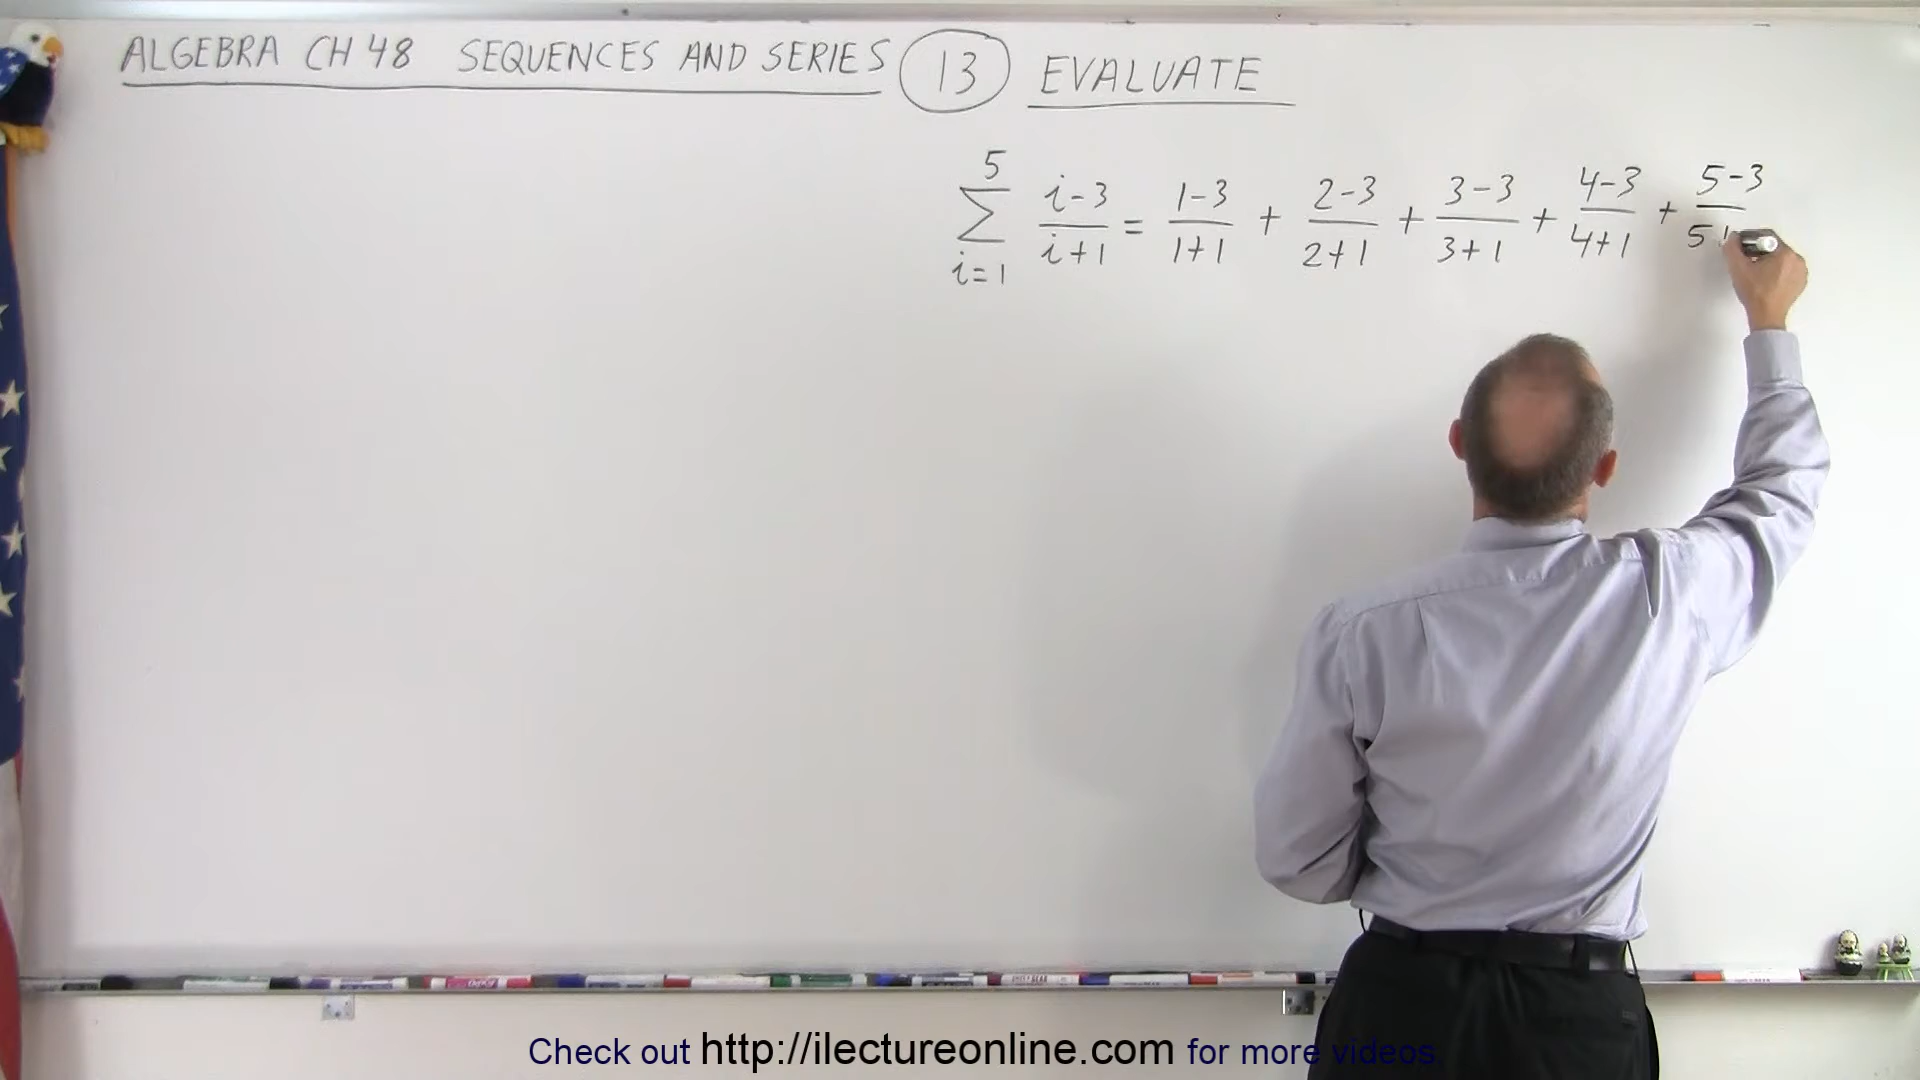 ALGEBRA CH 48 SEQUENCES AND SERIES 13 EVALUATE
5
∑ i-3/i+1 = 1-3/1+1 + 2-3/2+1 + 3-3/3+1 + 4-3/4+1 + 5-3/5
i=1
Check out http://ilectureonline.com for more videos